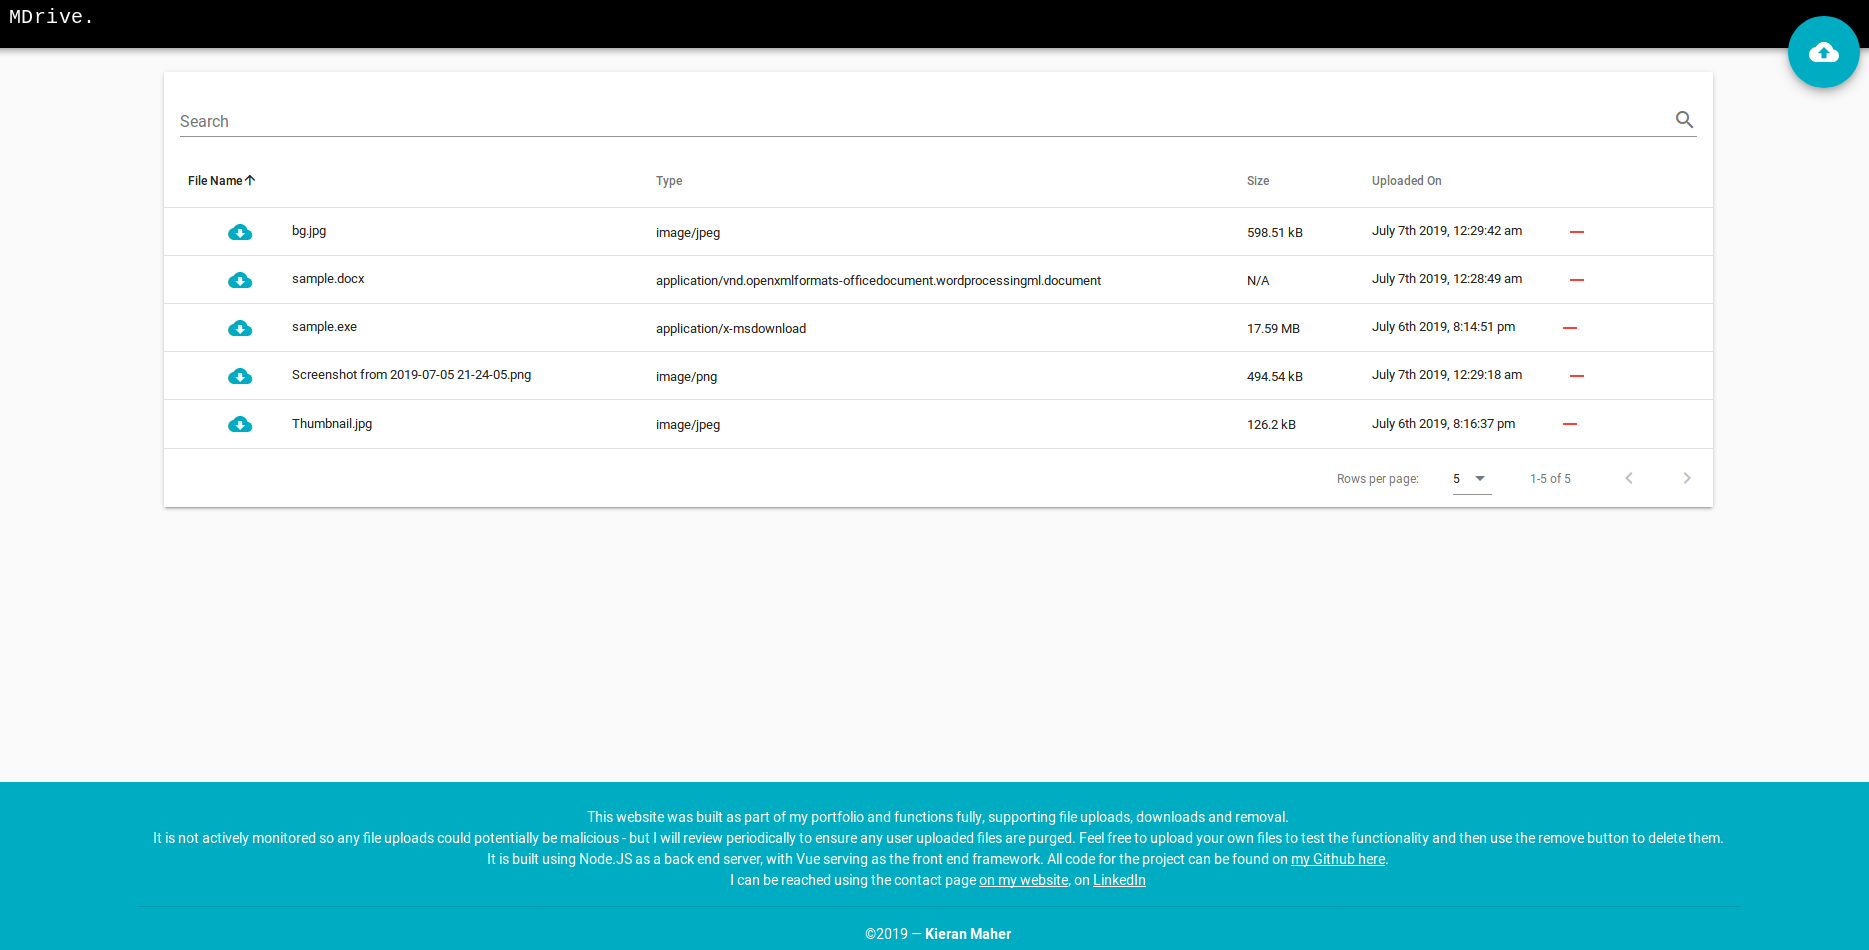 MDrive.
Search
File Name Type Size Uploaded On
bg.jpg image/jpeg 598.51 kB July 7th 2019, 12:29:42 am
sample.docx application/vnd.openxmlformats-officedocument.wordprocessingml.document N/A July 7th 2019, 12:28:49 am
sample.exe application/x-msdownload 17.59 MB July 6th 2019, 8:14:51 pm
Screenshot from 2019-07-05 21-24-05.png image/png 494.54 kB July 7th 2019, 12:29:18 am
Thumbnail.jpg image/jpeg 126.2 kB July 6th 2019, 8:16:37 pm
Rows per page: 5 1-5 of 5
This website was built as part of my portfolio and functions fully, supporting file uploads, downloads and removal.
It is not actively monitored so any file uploads could potentially be malicious - but I will review periodically to ensure any user uploaded files are purged. Feel free to upload your own files to test the functionality and then use the remove button to delete them.
It is built using Node.JS as a back end server, with Vue serving as the front end framework. All code for the project can be found on my Github here.
I can be reached using the contact page on my website, on LinkedIn
©2019 — Kieran Maher